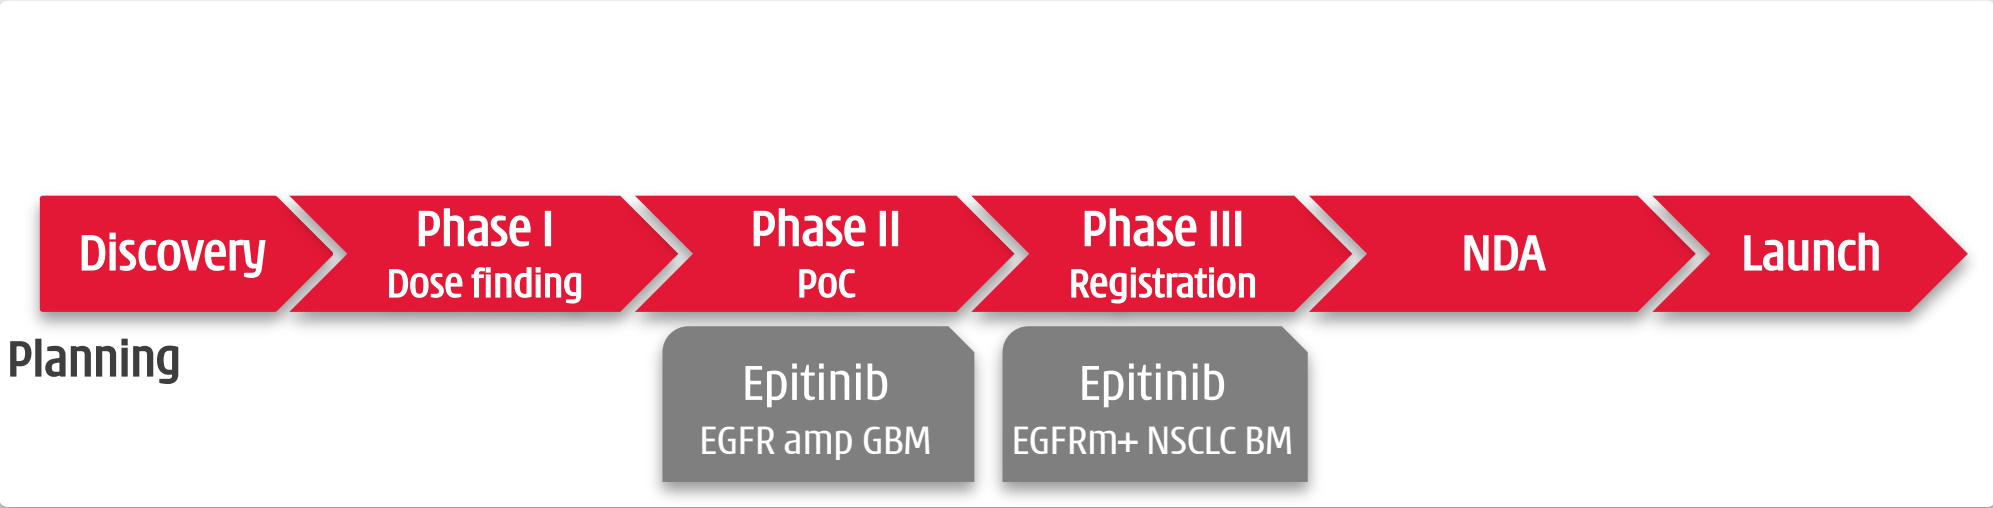 Discovery
Phase I
Dose finding
Phase II
PoC
Phase III
Registration
NDA
Launch
Planning
Epitinib
EGFR amp GBM
Epitinib
EGFRm+ NSCLC BM